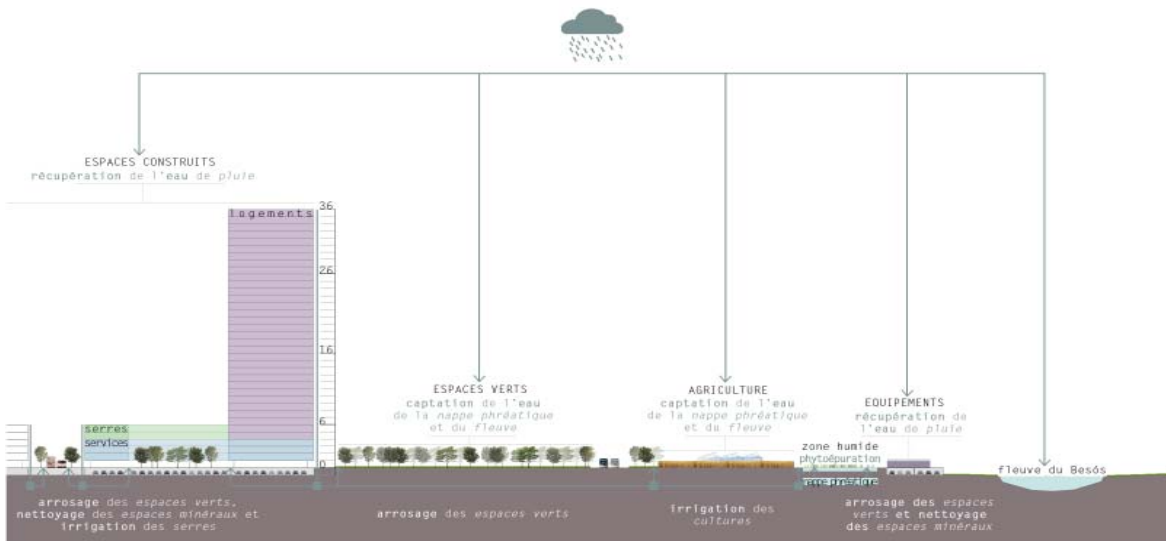 ESPACES CONSTRUITS
récupération de l'eau de pluie
logements
36
26
16
6
0
serres
services
ESPACES VERTS
captation de l'eau
de la nappe phréatique
et du fleuve
AGRICULTURE
captation de l'eau
de la nappe phréatique
et du fleuve
EQUIPEMENTS
récupération de
l'eau de pluie
zone humide
phytoépuration
nappe phréatique
fleuve du Besòs
arrosage des espaces verts,
nettoyage des espaces minéraux et
irrigation des serres
arrosage des espaces verts
irrigation des
cultures
arrosage des espaces
verts et nettoyage
des espaces minéraux